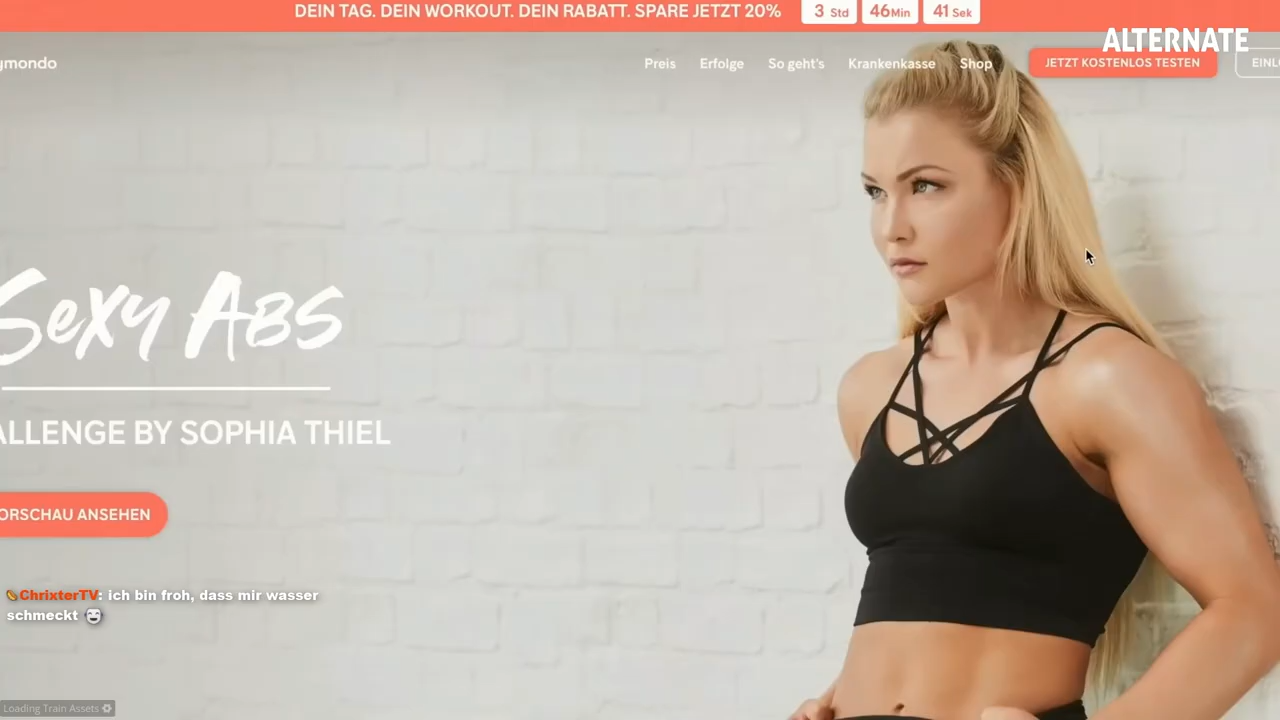 DEIN TAG. DEIN WORKOUT. DEIN RABATT. SPARE JETZT 20% 3 Std 46 Min 41 Sek
ALTERNATE
ymondo Preis Erfolge So geht's Krankenkasse Shop JETZT KOSTENLOS TESTEN EINLO
Sexy Abs
ALLENGE BY SOPHIA THIEL
ORSCHAU ANSEHEN
ChrixterTV: ich bin froh, dass mir wasser
schmeckt
Loading Train Assets